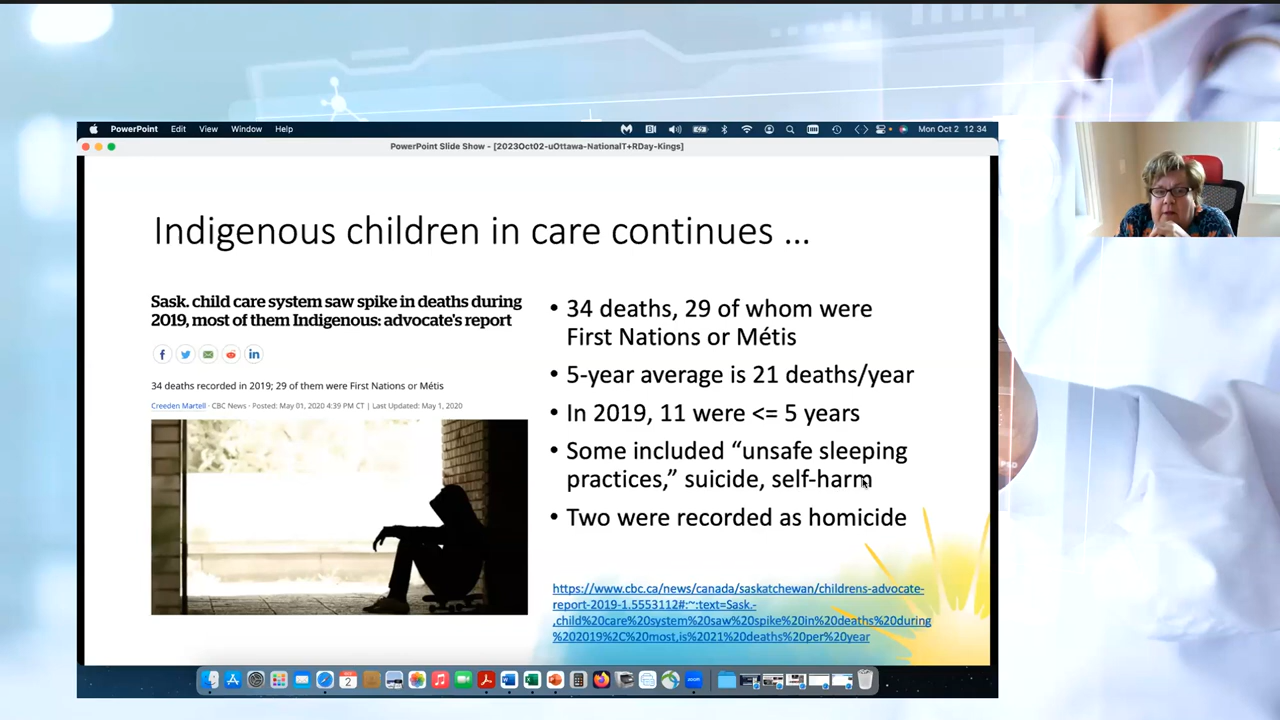 PowerPoint Edit View Window Help Mon Oct 2 12 34
PowerPoint Slide Show - [2023Oct02-uOttawa-NationalT+RDay-Kings]
Indigenous children in care continues ...
Sask. child care system saw spike in deaths during
2019, most of them Indigenous: advocate's report
34 deaths recorded in 2019; 29 of them were First Nations or Métis
Creeden Martell · CBC News · Posted: May 01, 2020 4:39 PM CT | Last Updated: May 1, 2020
• 34 deaths, 29 of whom were
First Nations or Métis
• 5-year average is 21 deaths/year
• In 2019, 11 were <= 5 years
• Some included “unsafe sleeping
practices,” suicide, self-harm
• Two were recorded as homicide
https://www.cbc.ca/news/canada/saskatchewan/childrens-advocate-
report-2019-1.5553112#:~:text=Sask.-
,child%20care%20system%20saw%20spike%20in%20deaths%20during
%202019%2C%20most,is%2021%20deaths%20per%20year